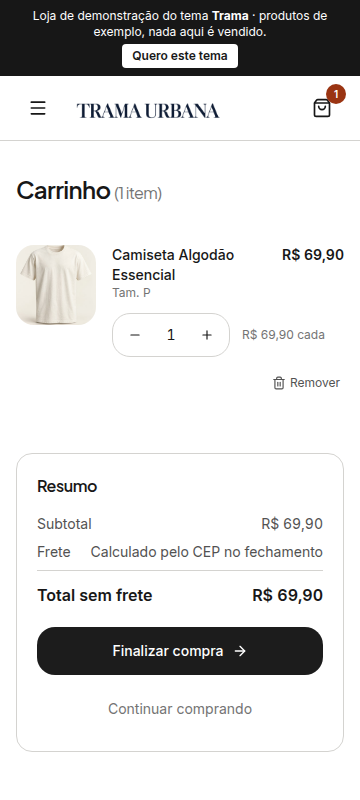 Loja de demonstração do tema Trama · produtos de
exemplo, nada aqui é vendido.
Quero este tema
TRAMA URBANA
1
Carrinho (1 item)
Camiseta Algodão
Essencial
R$ 69,90
Tam. P
− 1 +
R$ 69,90 cada
Remover
Resumo
Subtotal R$ 69,90
Frete Calculado pelo CEP no fechamento
Total sem frete R$ 69,90
Finalizar compra →
Continuar comprando